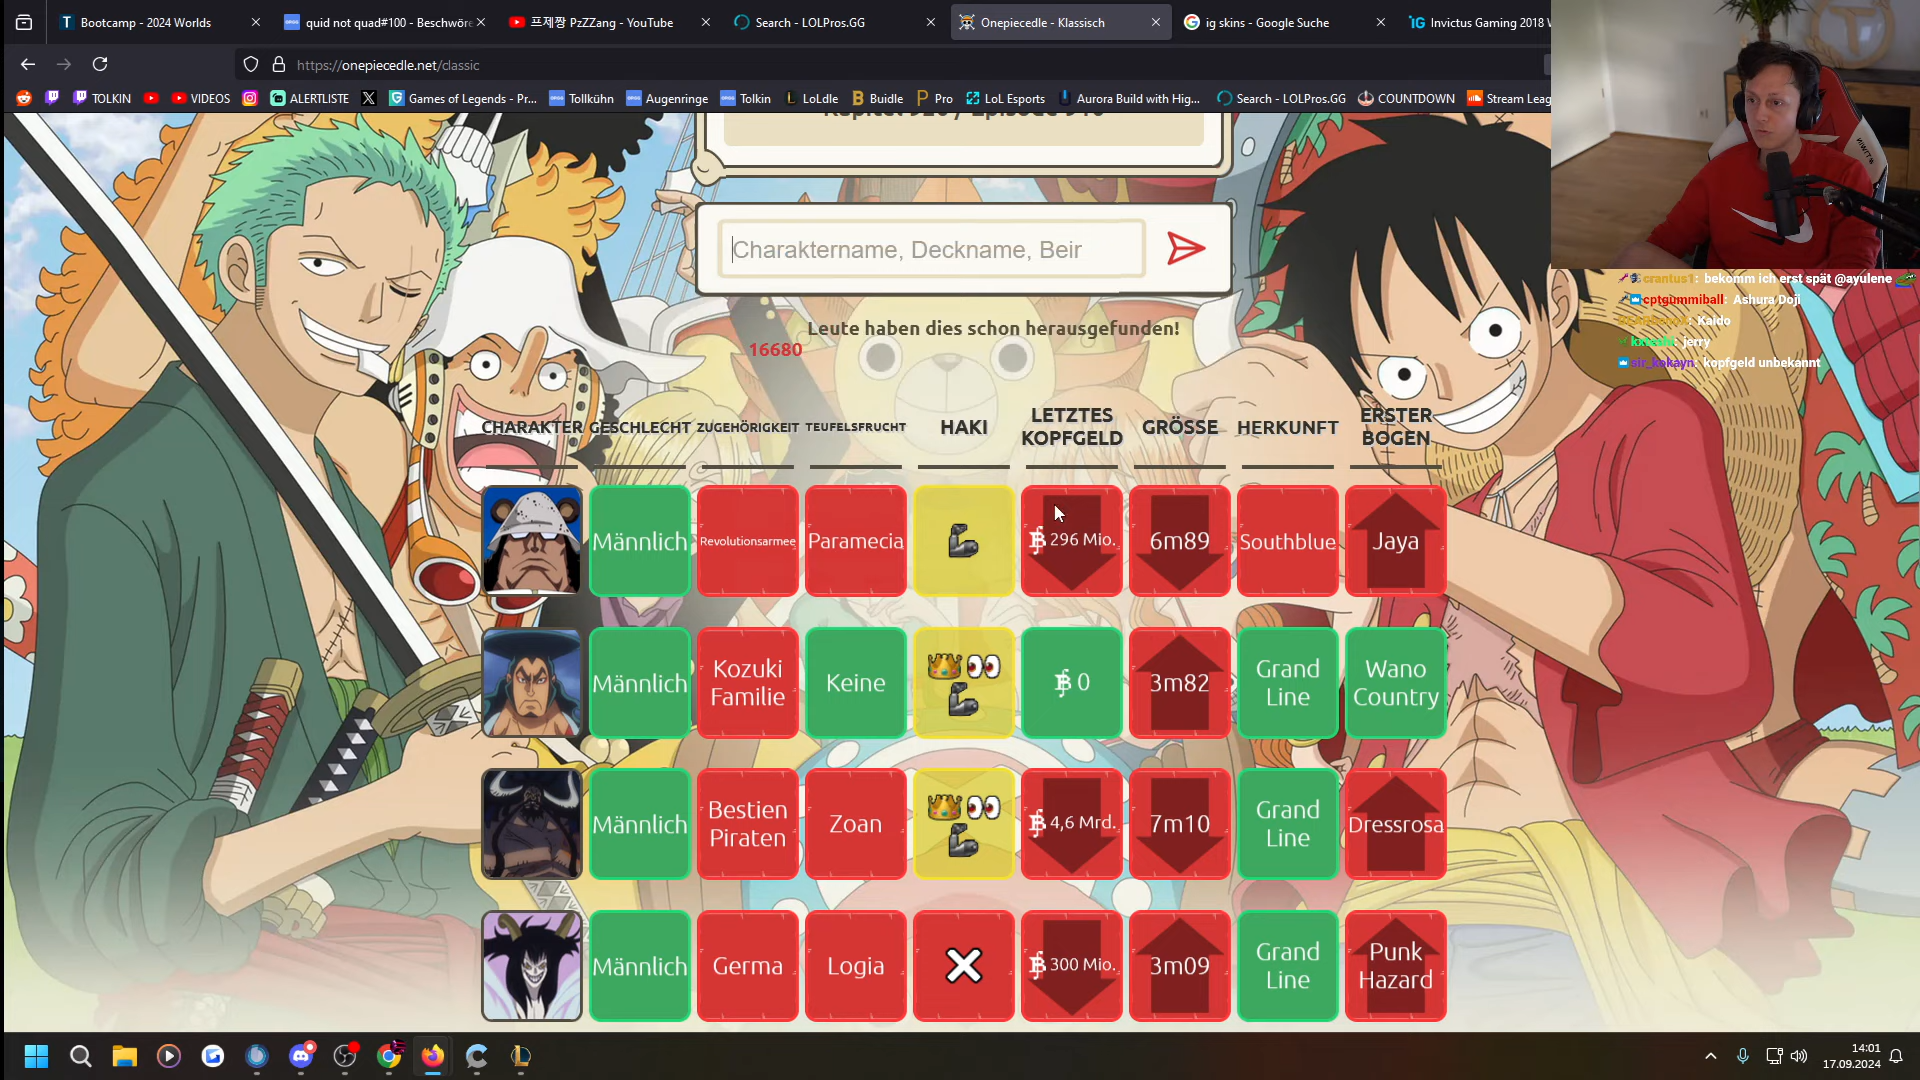 Bootcamp - 2024 Worlds
quid not quad#100 - Beschwöre
프제짱 PzZZang - YouTube
Search - LOLPros.GG
Onepiecedle - Klassisch
ig skins - Google Suche
Invictus Gaming 2018 W
https://onepiecedle.net/classic
TOLKIN
VIDEOS
ALERTLISTE
Games of Legends - Pr...
Tollkühn
Augenringe
Tolkin
LoLdle
Buidle
Pro
LoL Esports
Aurora Build with Hig...
Search - LOLPros.GG
COUNTDOWN
Stream Leag
Kapitel 920 / Episode 910
Charaktername, Deckname, Beir
Leute haben dies schon herausgefunden!
16680
crantus1: bekomm ich erst spät @ayulene
cptgummiball: Ashura Doji
Kaido
jerry
sir_kokayn: kopfgeld unbekannt
CHARAKTER GESCHLECHT ZUGEHÖRIGKEIT TEUFELSFRUCHT HAKI LETZTES KOPFGELD GRÖSSE HERKUNFT ERSTER BOGEN
Männlich Revolutionsarmee Paramecia 296 Mio. 6m89 Southblue Jaya
Männlich Kozuki Familie Keine 0 3m82 Grand Line Wano Country
Männlich Bestien Piraten Zoan 4,6 Mrd. 7m10 Grand Line Dressrosa
Männlich Germa Logia 300 Mio. 3m09 Grand Line Punk Hazard
14:01
17.09.2024